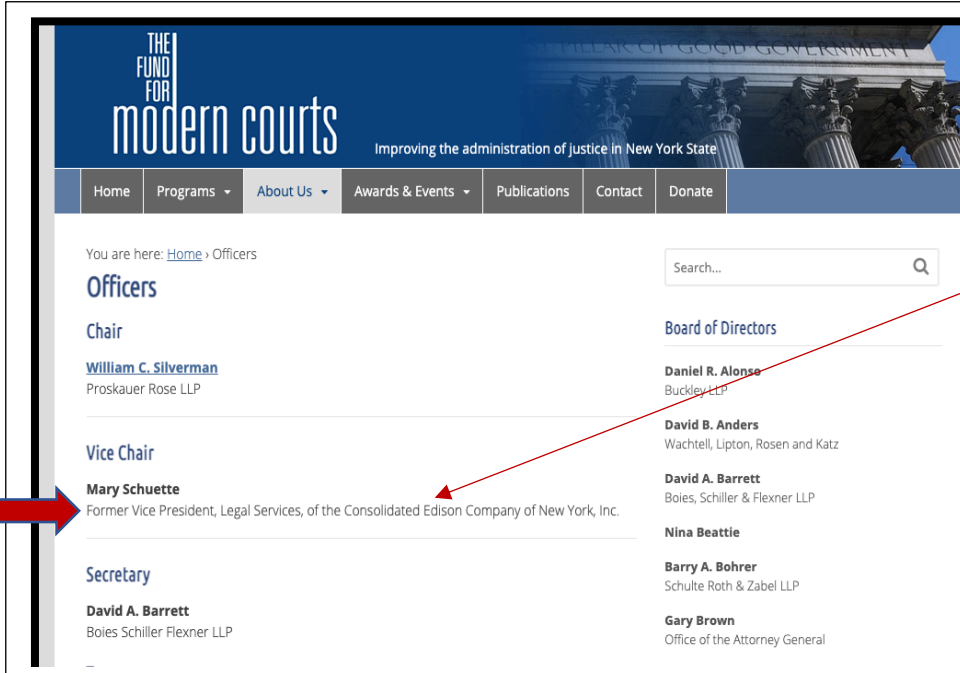 THE
FUND
FOR
modern courts
PILLAR OF GOOD GOVERNMENT
Improving the administration of justice in New York State
Home Programs About Us Awards & Events Publications Contact Donate
You are here: Home › Officers
Officers
Chair
William C. Silverman
Proskauer Rose LLP
Vice Chair
Mary Schuette
Former Vice President, Legal Services, of the Consolidated Edison Company of New York, Inc.
Secretary
David A. Barrett
Boies Schiller Flexner LLP
Search...
Board of Directors
Daniel R. Alonso
Buckley LLP
David B. Anders
Wachtell, Lipton, Rosen and Katz
David A. Barrett
Boies, Schiller & Flexner LLP
Nina Beattie
Barry A. Bohrer
Schulte Roth & Zabel LLP
Gary Brown
Office of the Attorney General